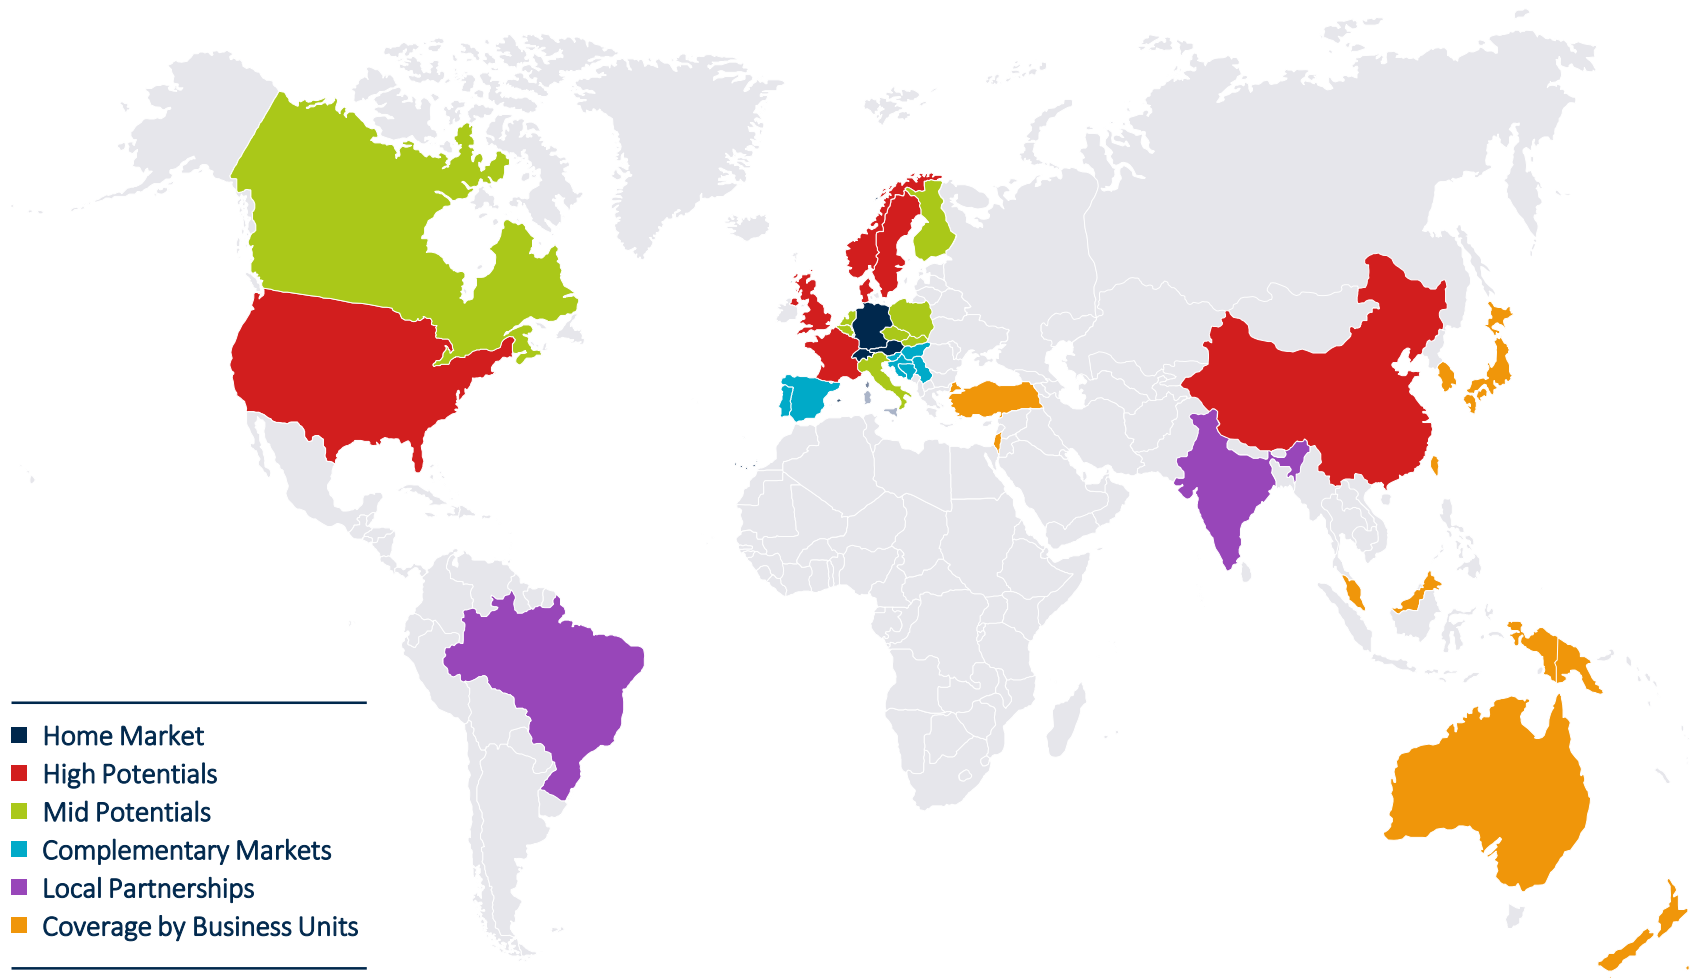 Home Market
High Potentials
Mid Potentials
Complementary Markets
Local Partnerships
Coverage by Business Units